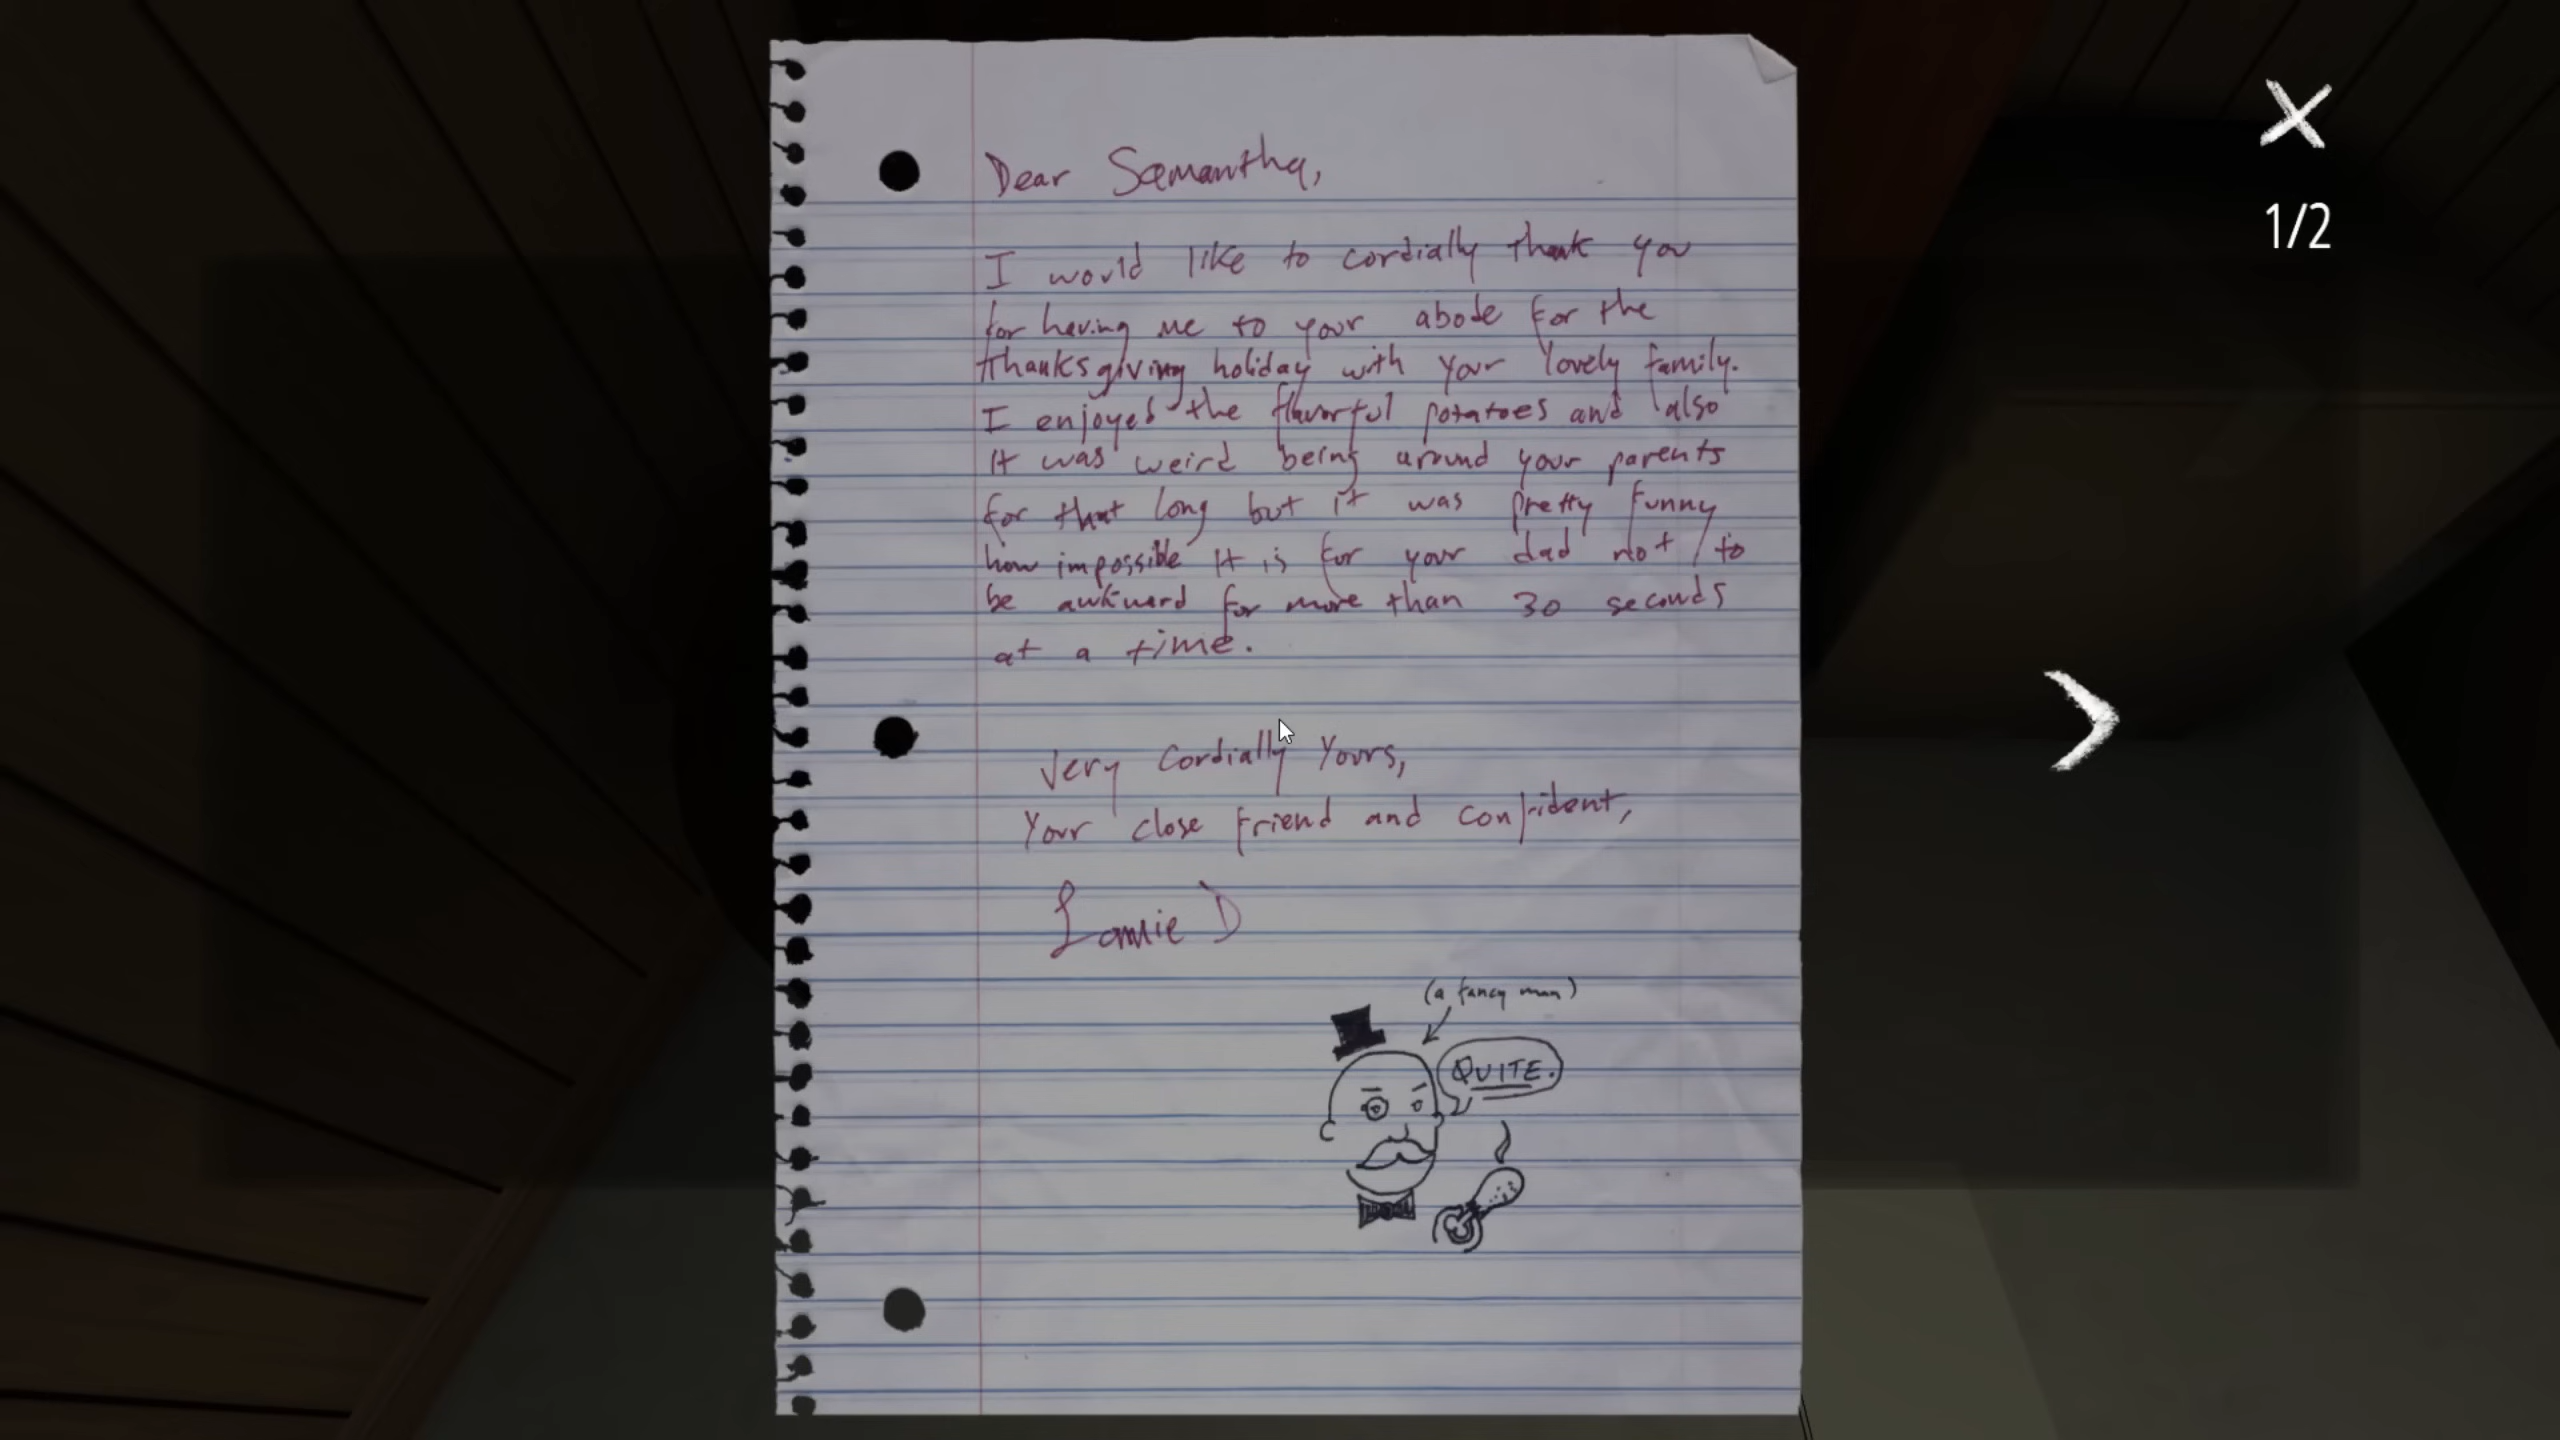 Dear Samantha,
1/2
I would like to cordially thank you
for having me to your abode for the
thanksgiving holiday with your lovely family.
I enjoyed the flavorful potatoes and also
it was weird being around your parents
for that long but it was pretty funny
how impossible it is for your dad not to
be awkward for more than 30 seconds
at a time.
Very Cordially Yours,
Your close friend and confident,
Lonnie D
(a fancy man)
QUITE.